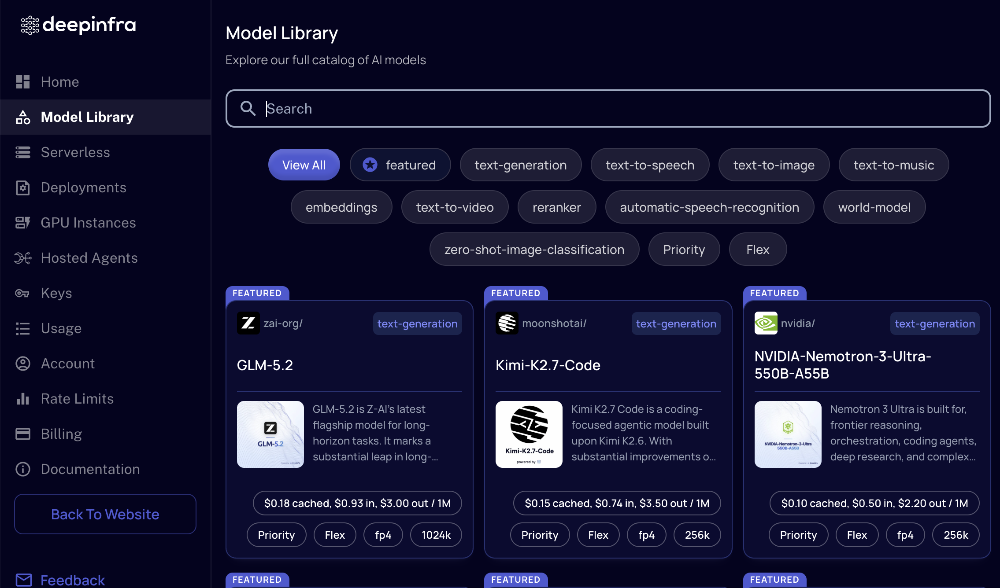 deepinfra
Home
Model Library
Serverless
Deployments
GPU Instances
Hosted Agents
Keys
Usage
Account
Rate Limits
Billing
Documentation
Back To Website
Feedback
Model Library
Explore our full catalog of AI models
Search
View All
featured
text-generation
text-to-speech
text-to-image
text-to-music
embeddings
text-to-video
reranker
automatic-speech-recognition
world-model
zero-shot-image-classification
Priority
Flex
FEATURED
zai-org/
text-generation
GLM-5.2
GLM-5.2
GLM-5.2 is Z-AI's latest
flagship model for long-
horizon tasks. It marks a
substantial leap in long-...
$0.18 cached, $0.93 in, $3.00 out / 1M
Priority
Flex
fp4
1024k
FEATURED
moonshotai/
text-generation
Kimi-K2.7-Code
Kimi-K2.7-Code
powered by
Kimi K2.7 Code is a coding-
focused agentic model built
upon Kimi K2.6. With
substantial improvements o...
$0.15 cached, $0.74 in, $3.50 out / 1M
Priority
Flex
fp4
256k
FEATURED
nvidia/
text-generation
NVIDIA-Nemotron-3-Ultra-
550B-A55B
NVIDIA-Nemotron-3-Ultra
550B-A55B
Nemotron 3 Ultra is built for,
frontier reasoning,
orchestration, coding agents,
deep research, and complex...
$0.10 cached, $0.50 in, $2.20 out / 1M
Priority
Flex
fp4
256k
FEATURED
FEATURED
FEATURED